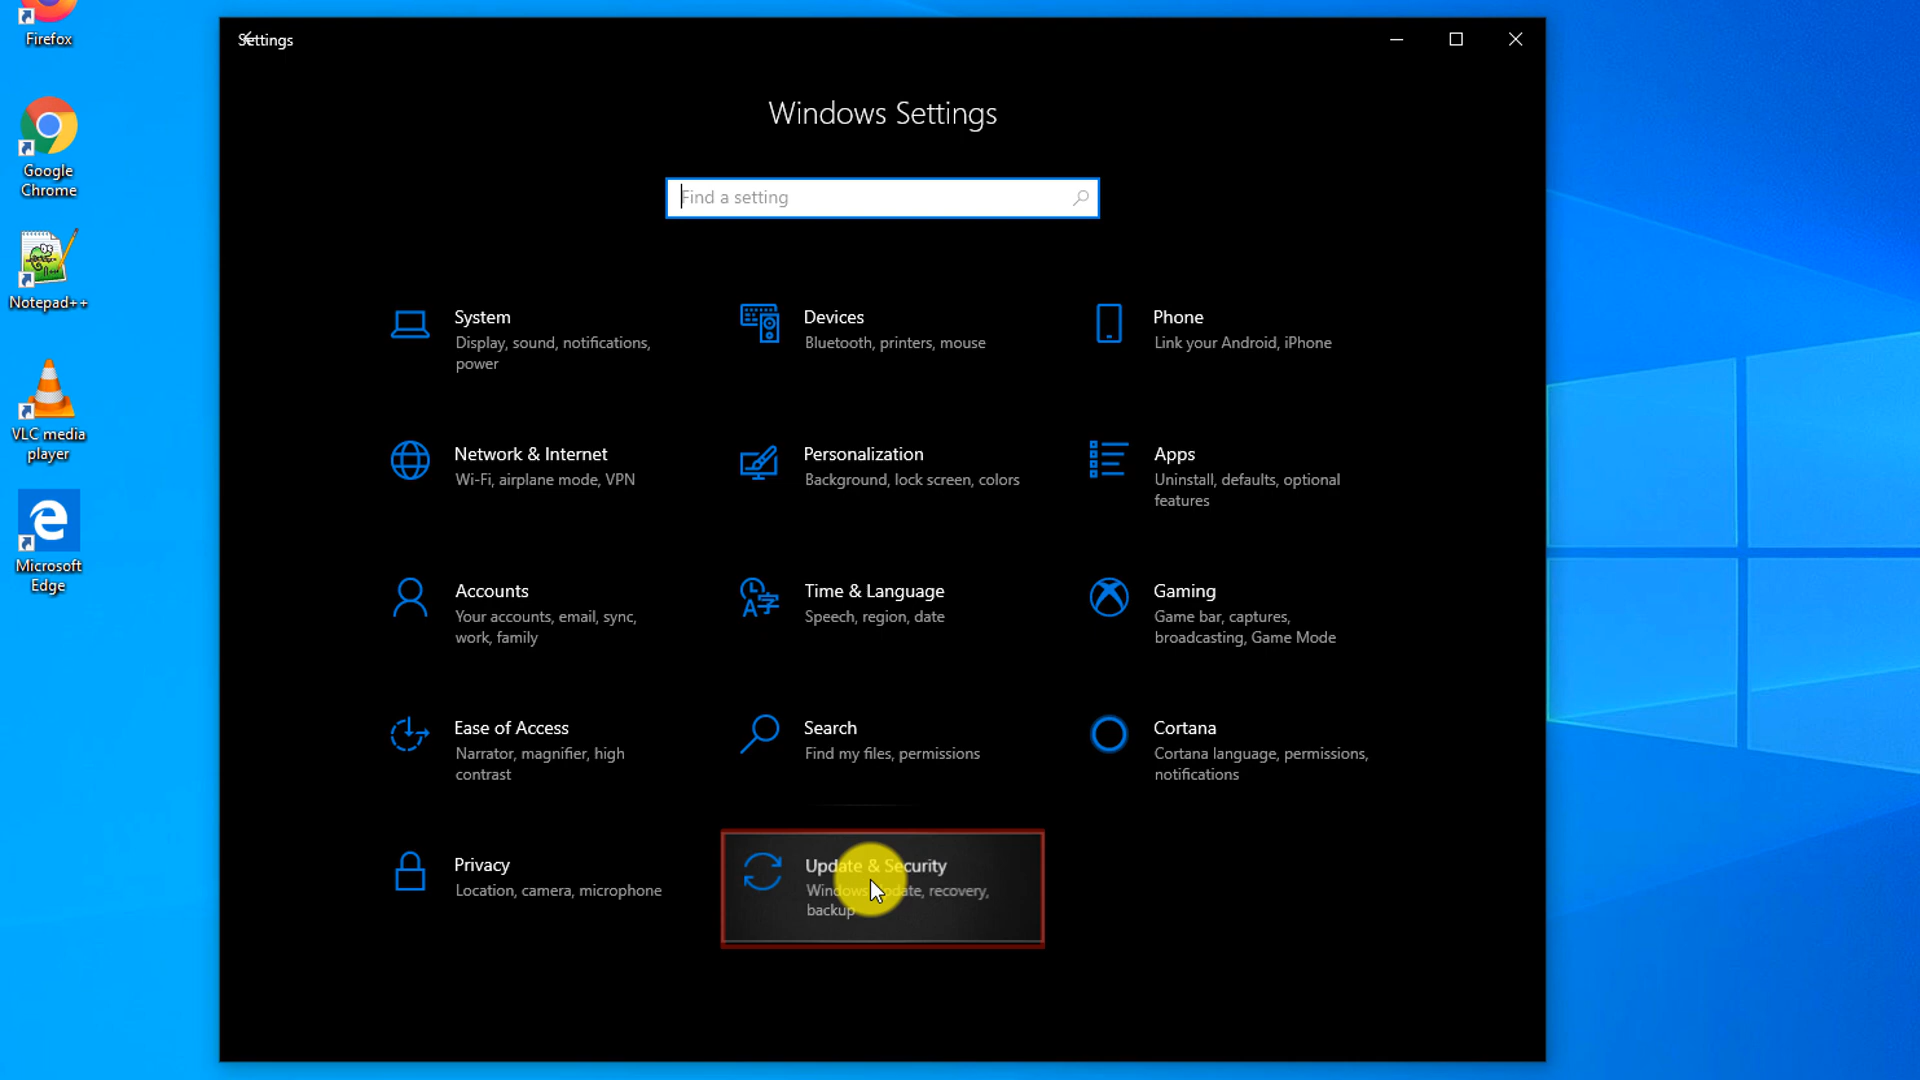 Firefox
Google
Chrome
Notepad++
VLC media
player
Microsoft
Edge
Settings
Windows Settings
Find a setting
System
Display, sound, notifications,
power
Devices
Bluetooth, printers, mouse
Phone
Link your Android, iPhone
Network & Internet
Wi-Fi, airplane mode, VPN
Personalization
Background, lock screen, colors
Apps
Uninstall, defaults, optional
features
Accounts
Your accounts, email, sync,
work, family
Time & Language
Speech, region, date
Gaming
Game bar, captures,
broadcasting, Game Mode
Ease of Access
Narrator, magnifier, high
contrast
Search
Find my files, permissions
Cortana
Cortana language, permissions,
notifications
Privacy
Location, camera, microphone
Update & Security
Windows Update, recovery,
backup